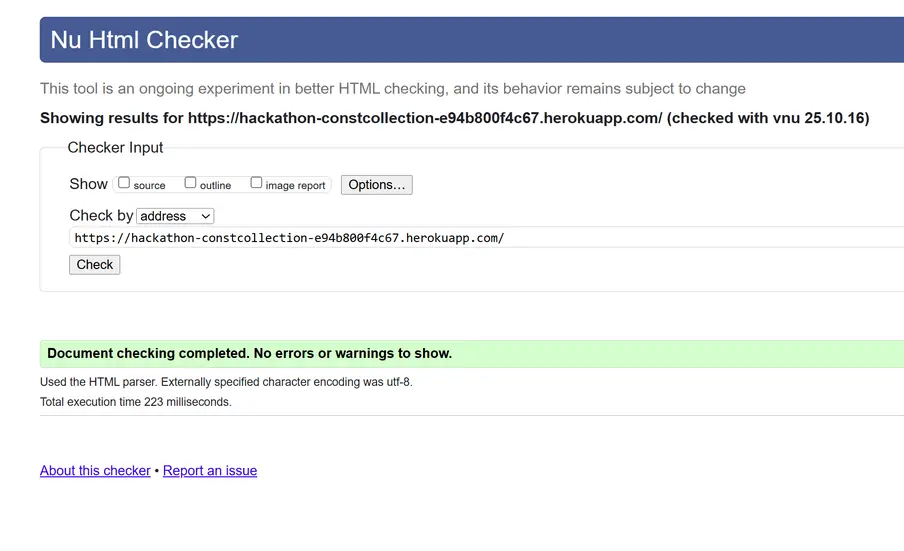 Nu Html Checker
This tool is an ongoing experiment in better HTML checking, and its behavior remains subject to change
Showing results for https://hackathon-constcollection-e94b800f4c67.herokuapp.com/ (checked with vnu 25.10.16)
Checker Input
Show source outline image report Options...
Check by address
https://hackathon-constcollection-e94b800f4c67.herokuapp.com/
Check
Document checking completed. No errors or warnings to show.
Used the HTML parser. Externally specified character encoding was utf-8.
Total execution time 223 milliseconds.
About this checker • Report an issue